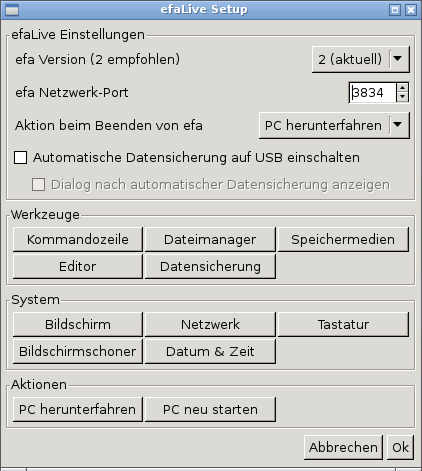 efaLive Setup
efaLive Einstellungen
efa Version (2 empfohlen) 2 (aktuell)
efa Netzwerk-Port 3834
Aktion beim Beenden von efa PC herunterfahren
Automatische Datensicherung auf USB einschalten
Dialog nach automatischer Datensicherung anzeigen
Werkzeuge
Kommandozeile Dateimanager Speichermedien
Editor Datensicherung
System
Bildschirm Netzwerk Tastatur
Bildschirmschoner Datum & Zeit
Aktionen
PC herunterfahren PC neu starten
Abbrechen Ok